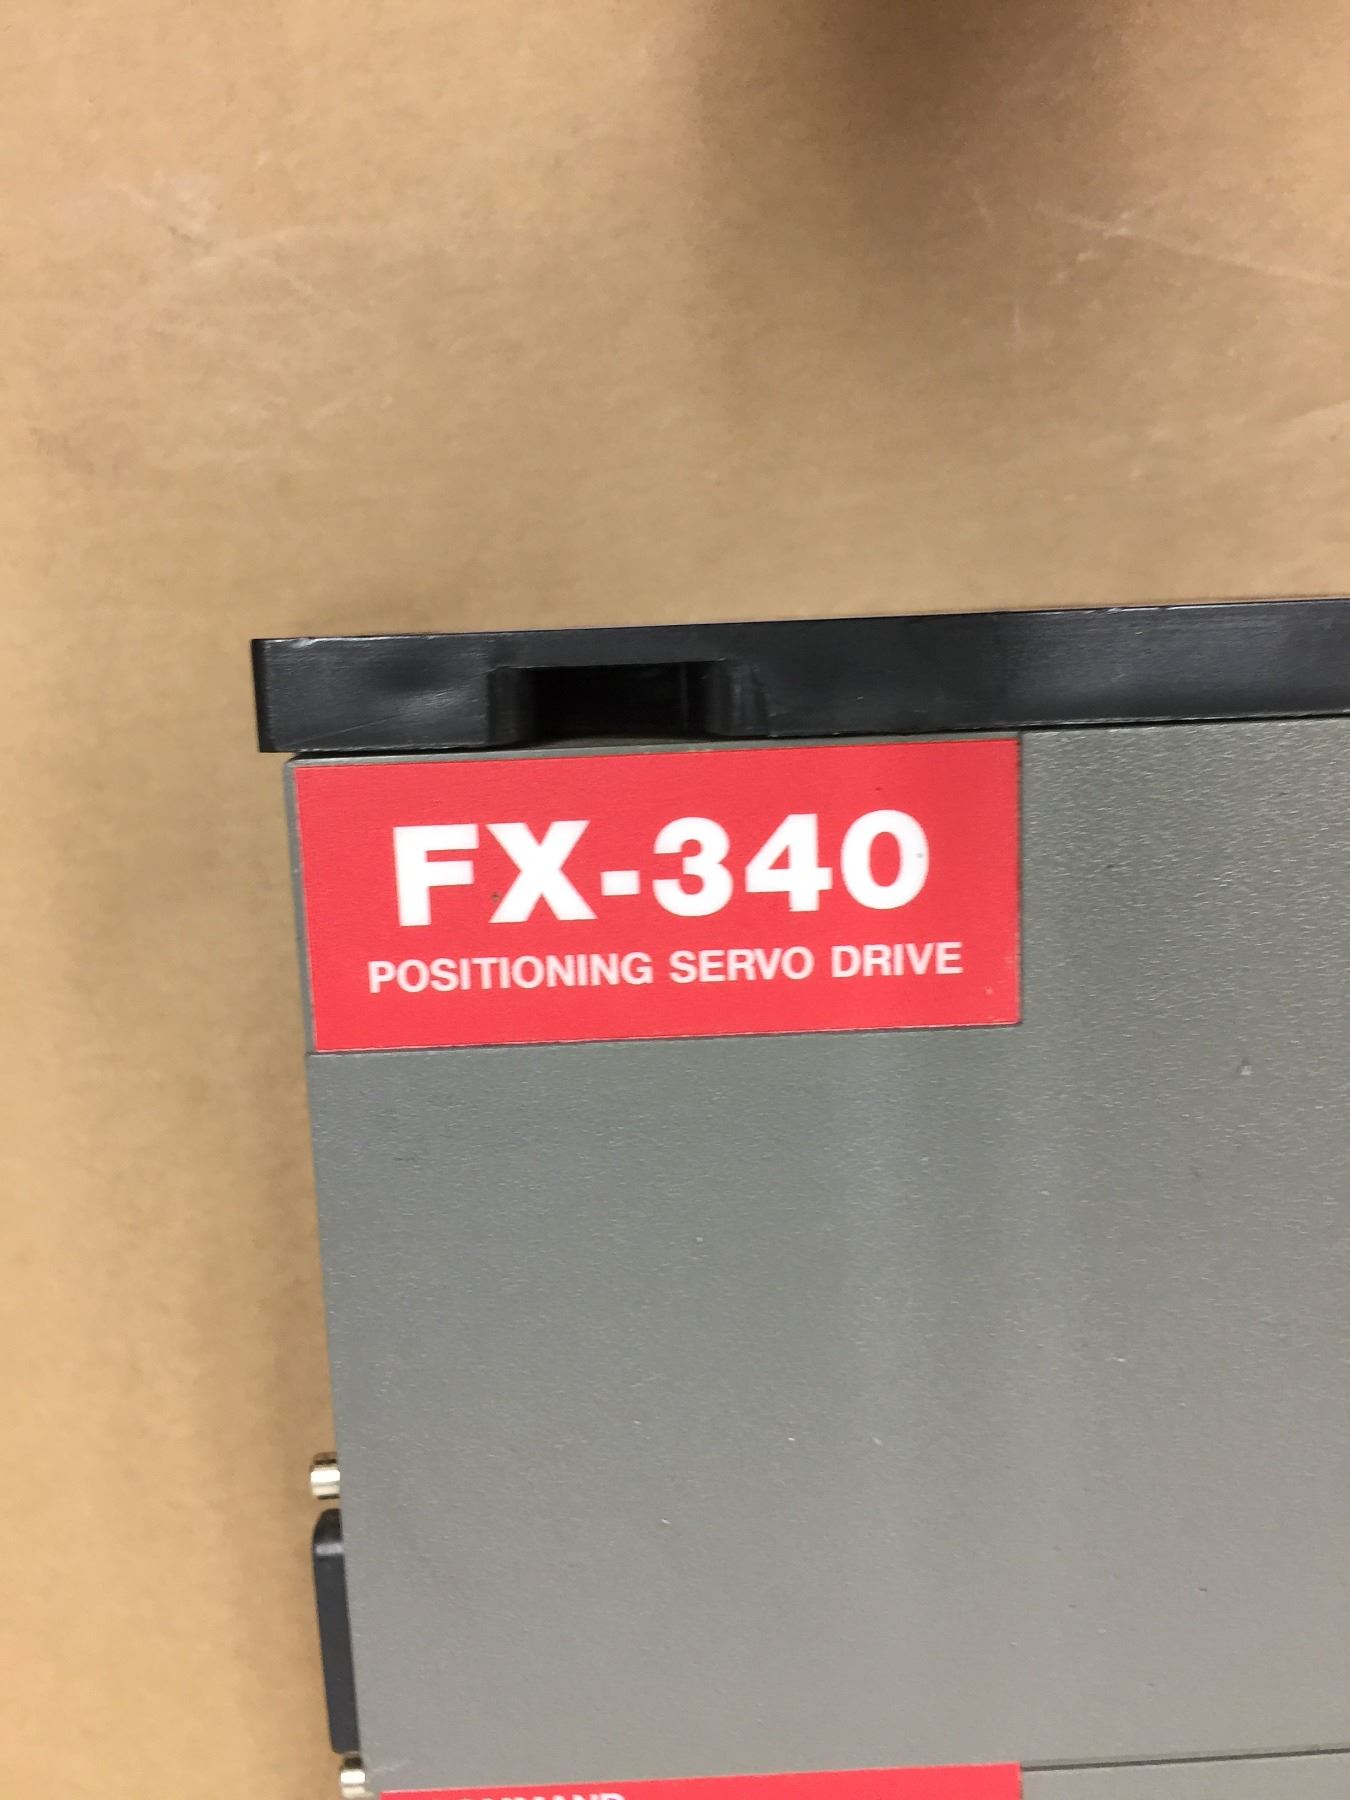 FX-340
POSITIONING SERVO DRIVE